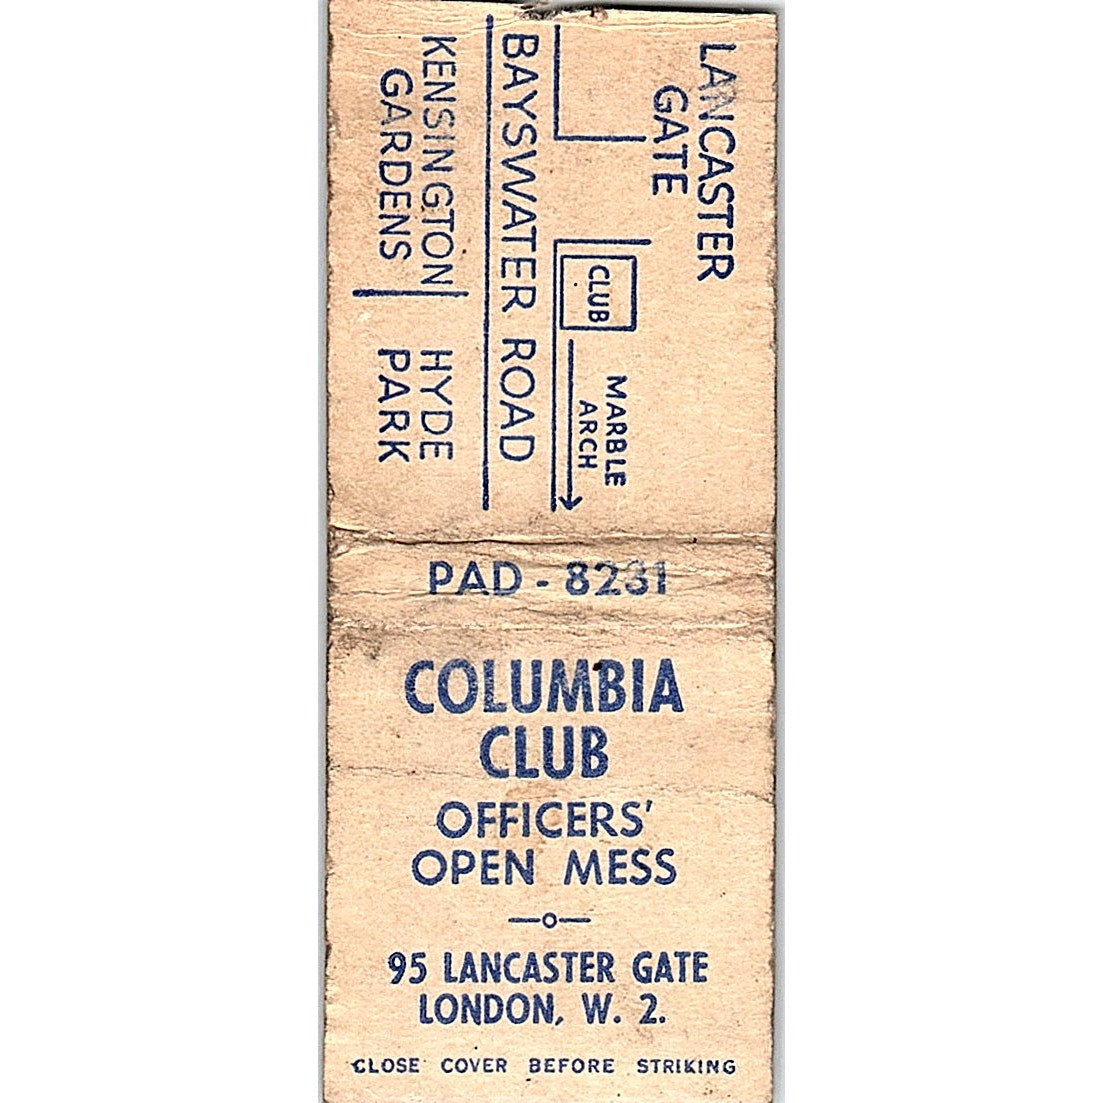 LANCASTER
GATE
CLUB
MARBLE
ARCH
BAYSWATER ROAD
KENSINGTON
GARDENS
HYDE
PARK
PAD - 8231
COLUMBIA
CLUB
OFFICERS'
OPEN MESS
95 LANCASTER GATE
LONDON, W. 2.
CLOSE COVER BEFORE STRIKING